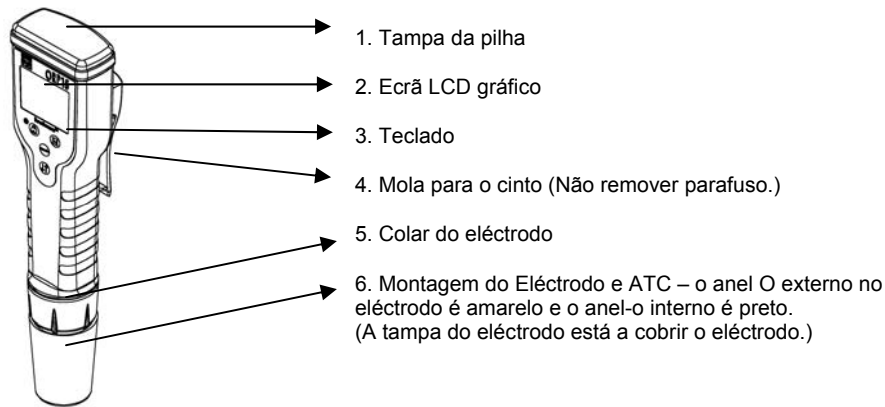 1. Tampa da pilha
2. Ecrã LCD gráfico
3. Teclado
4. Mola para o cinto (Não remover parafuso.)
5. Colar do eléctrodo
6. Montagem do Eléctrodo e ATC – o anel O externo no
eléctrodo é amarelo e o anel-o interno é preto.
(A tampa do eléctrodo está a cobrir o eléctrodo.)